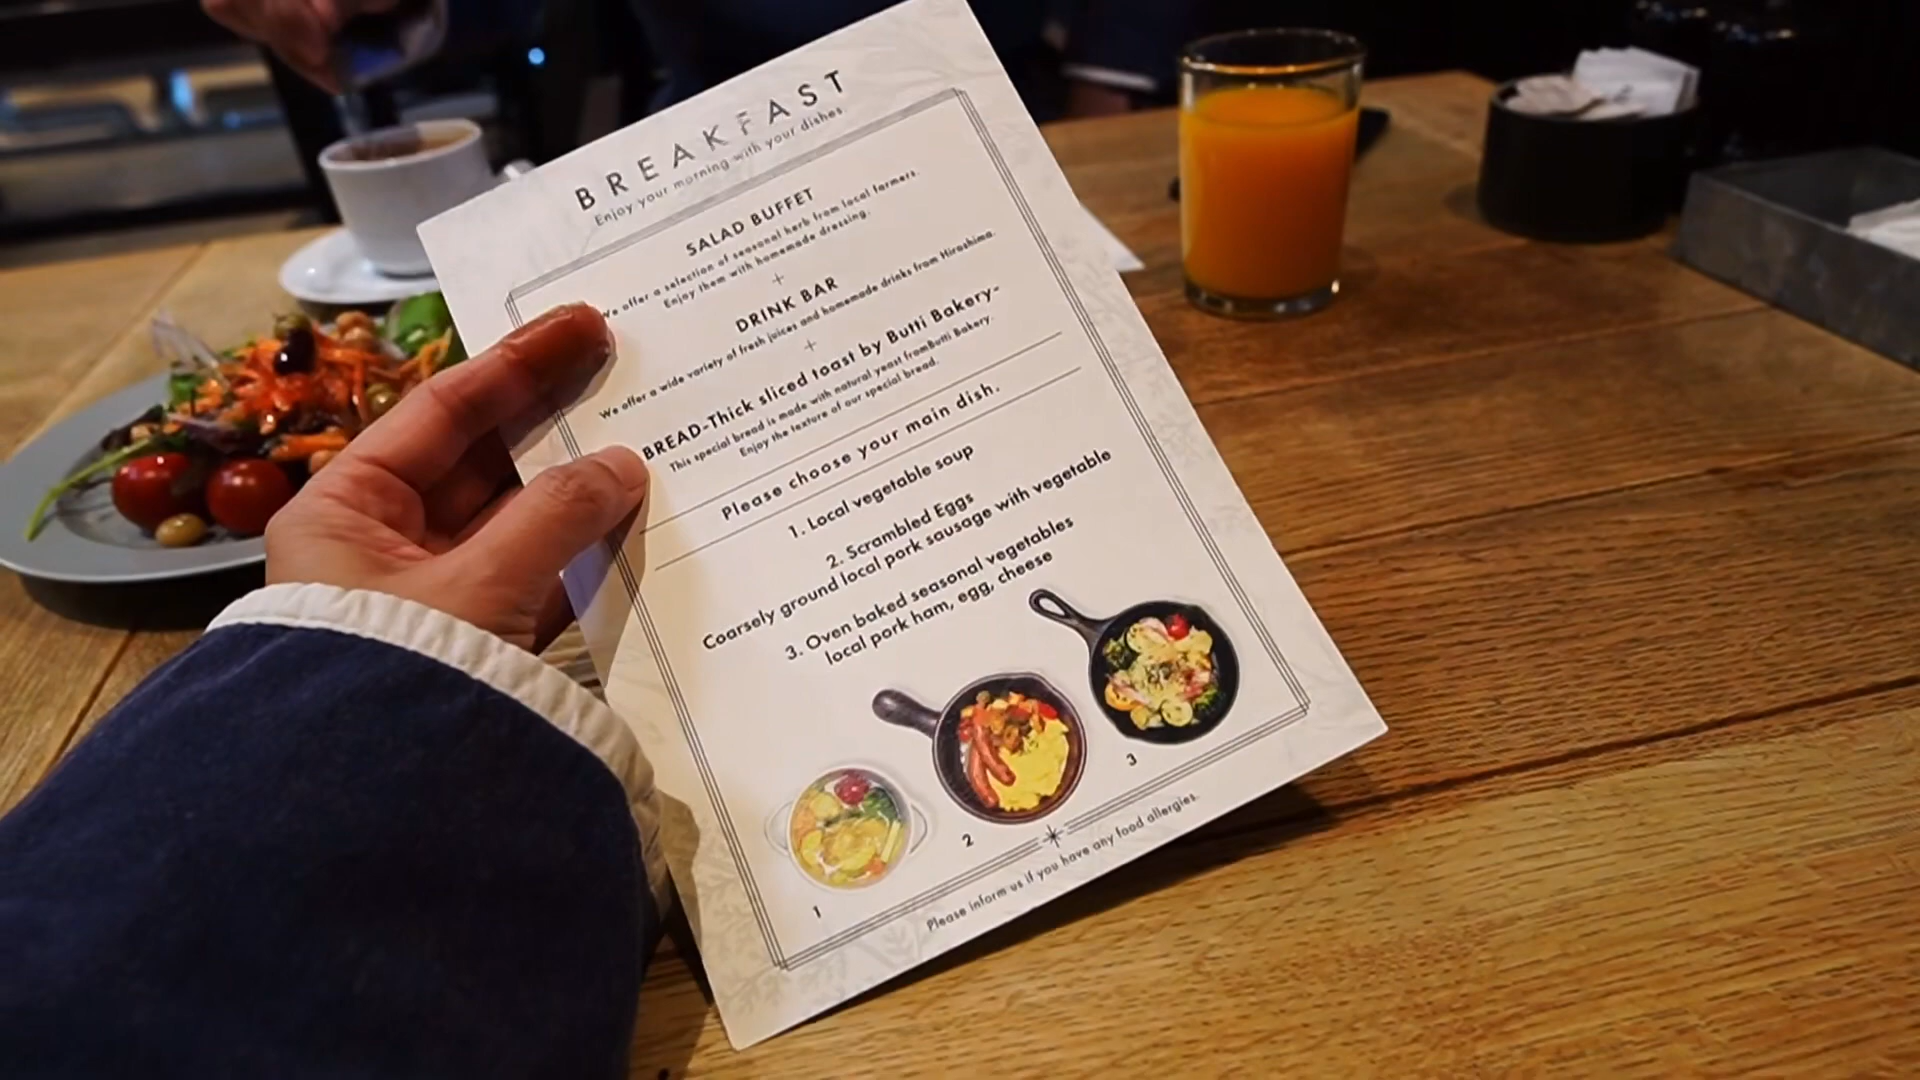 BREAKFAST
Enjoy your morning with your dishes.
SALAD BUFFET
We offer a selection of seasonal herb from local farmers.
Enjoy them with homemade dressing.
+
DRINK BAR
We offer a wide variety of fresh juices and homemade drinks from Hiroshima.
+
BREAD-Thick sliced toast by Butti Bakery-
This special bread is made with natural yeast fromButti Bakery.
Enjoy the texture of our special bread.
Please choose your main dish.
1. Local vegetable soup
2. Scrambled Eggs
Coarsely ground local pork sausage with vegetable
3. Oven baked seasonal vegetables
local pork ham, egg, cheese
1
2
3
Please inform us if you have any food allergies.